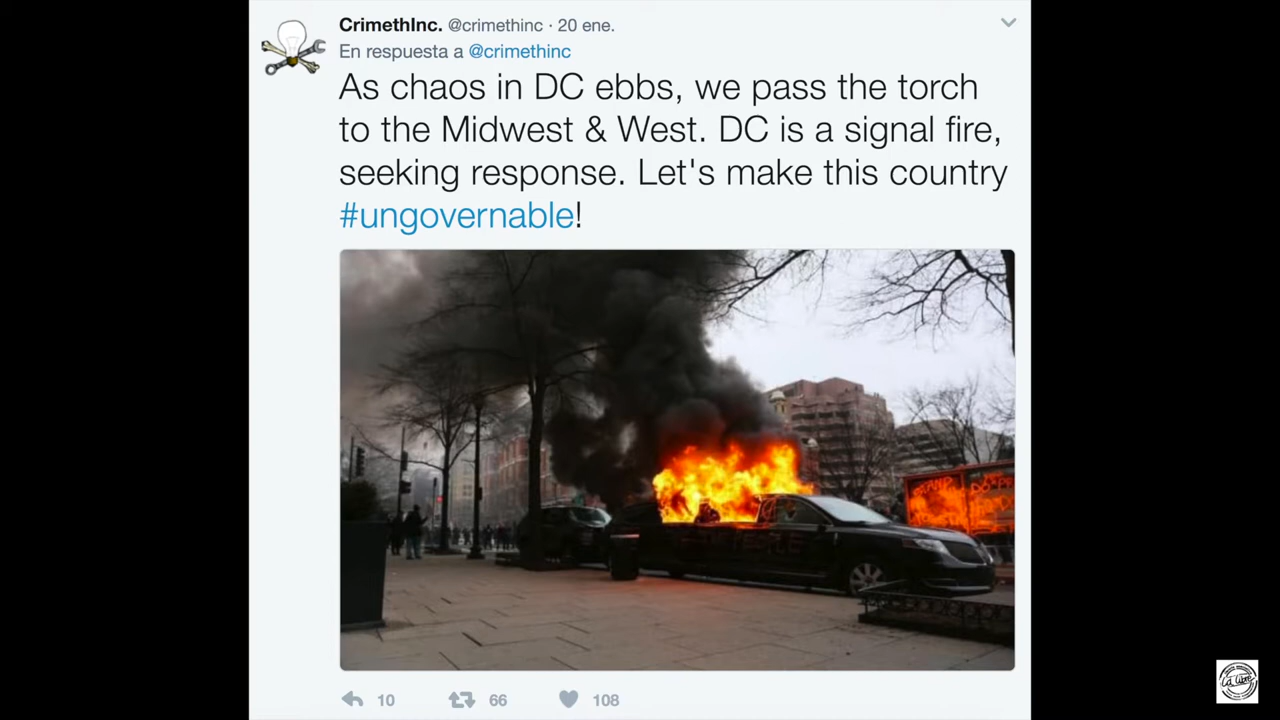 CrimethInc. @crimethinc · 20 ene.
En respuesta a @crimethinc
As chaos in DC ebbs, we pass the torch
to the Midwest & West. DC is a signal fire,
seeking response. Let's make this country
#ungovernable!
10 66 108